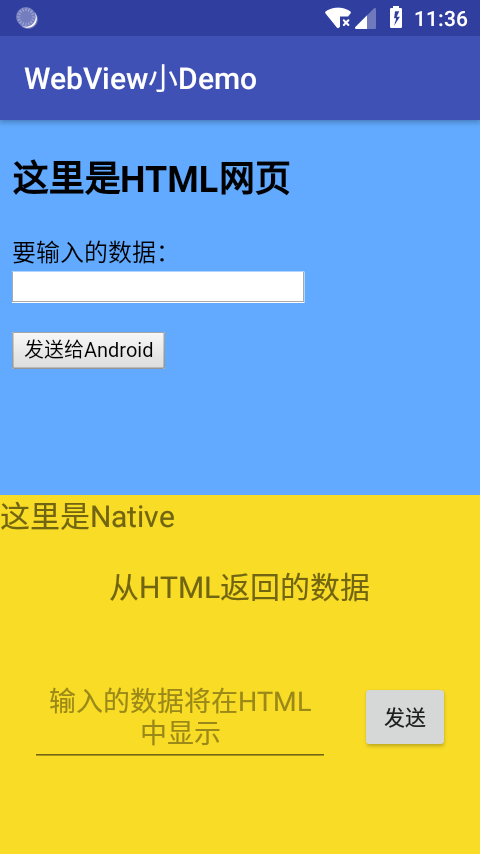 11:36
WebView小Demo
这里是HTML网页
要输入的数据：
发送给Android
这里是Native
从HTML返回的数据
输入的数据将在HTML
中显示
发送